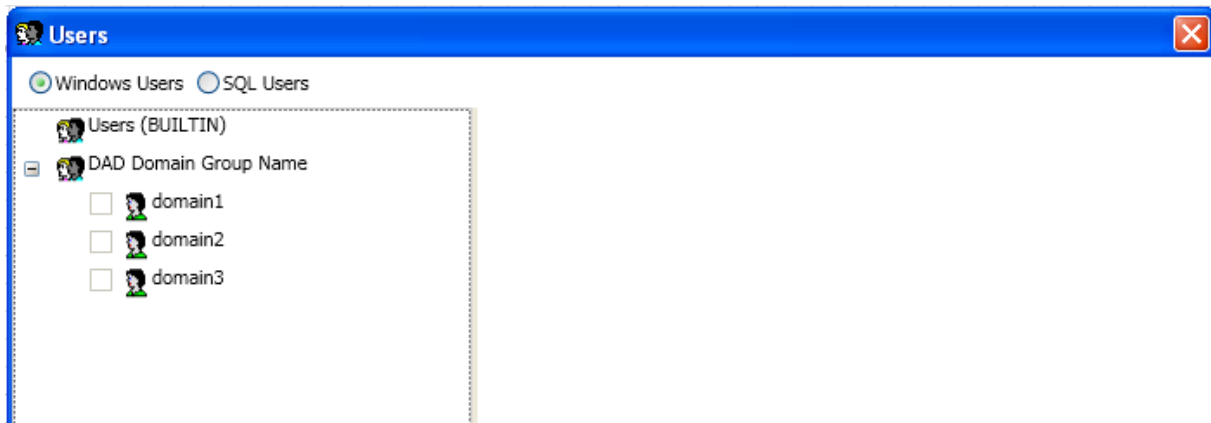 Users
Windows Users SQL Users
Users (BUILTIN)
DAD Domain Group Name
domain1
domain2
domain3